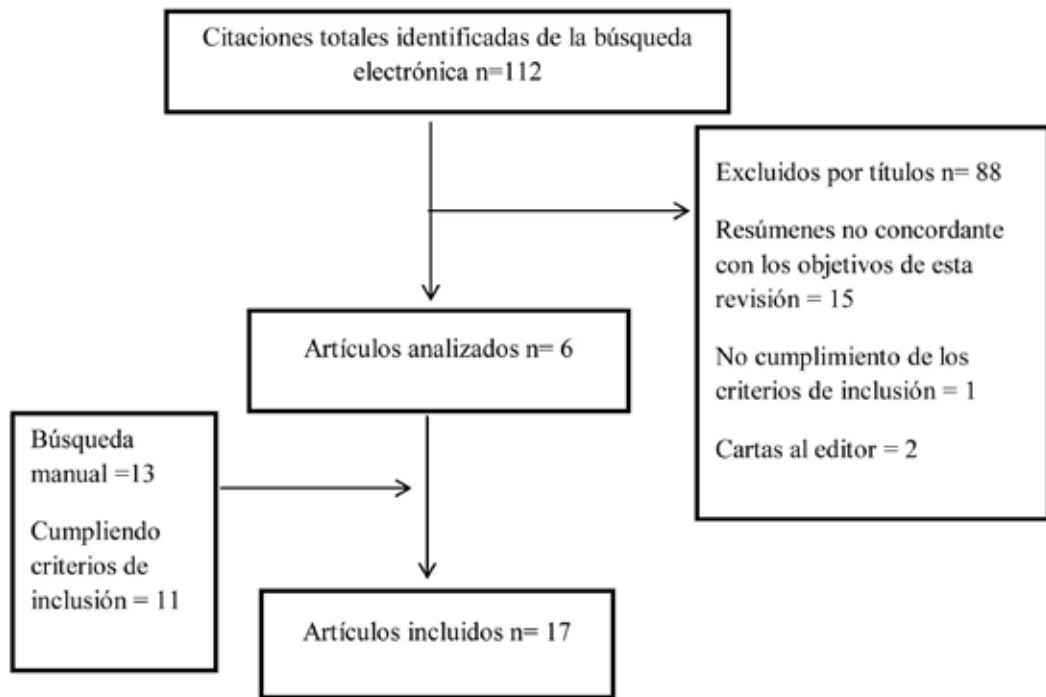 Citaciones totales identificadas de la búsqueda
electrónica n=112
Excluidos por títulos n= 88
Resúmenes no concordante
con los objetivos de esta
revisión = 15
No cumplimiento de los
criterios de inclusión = 1
Cartas al editor = 2
Artículos analizados n= 6
Búsqueda
manual =13
Cumpliendo
criterios de
inclusión = 11
Artículos incluidos n= 17